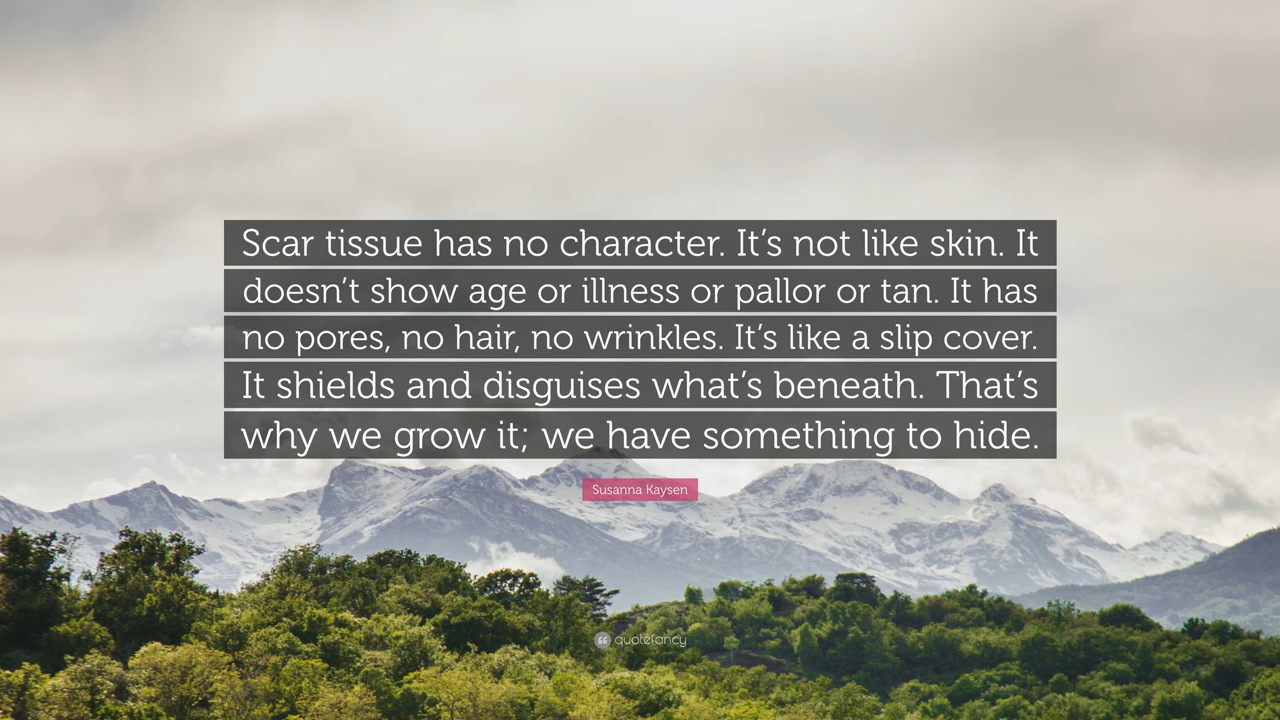 Scar tissue has no character. It’s not like skin. It
doesn’t show age or illness or pallor or tan. It has
no pores, no hair, no wrinkles. It’s like a slip cover.
It shields and disguises what’s beneath. That’s
why we grow it; we have something to hide.
Susanna Kaysen
quotefancy